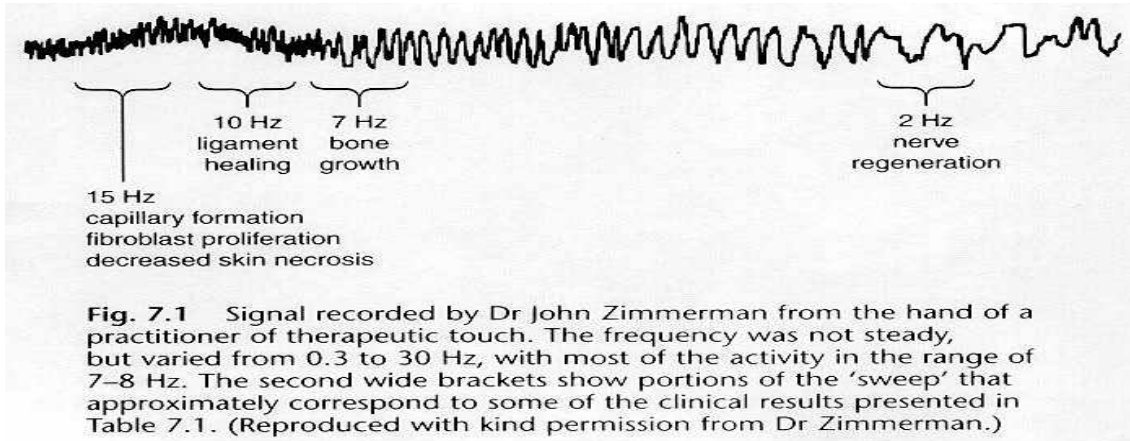 10 Hz
ligament
healing
7 Hz
bone
growth
2 Hz
nerve
regeneration
15 Hz
capillary formation
fibroblast proliferation
decreased skin necrosis
Fig. 7.1 Signal recorded by Dr John Zimmerman from the hand of a
practitioner of therapeutic touch. The frequency was not steady,
but varied from 0.3 to 30 Hz, with most of the activity in the range of
7–8 Hz. The second wide brackets show portions of the 'sweep' that
approximately correspond to some of the clinical results presented in
Table 7.1. (Reproduced with kind permission from Dr Zimmerman.)